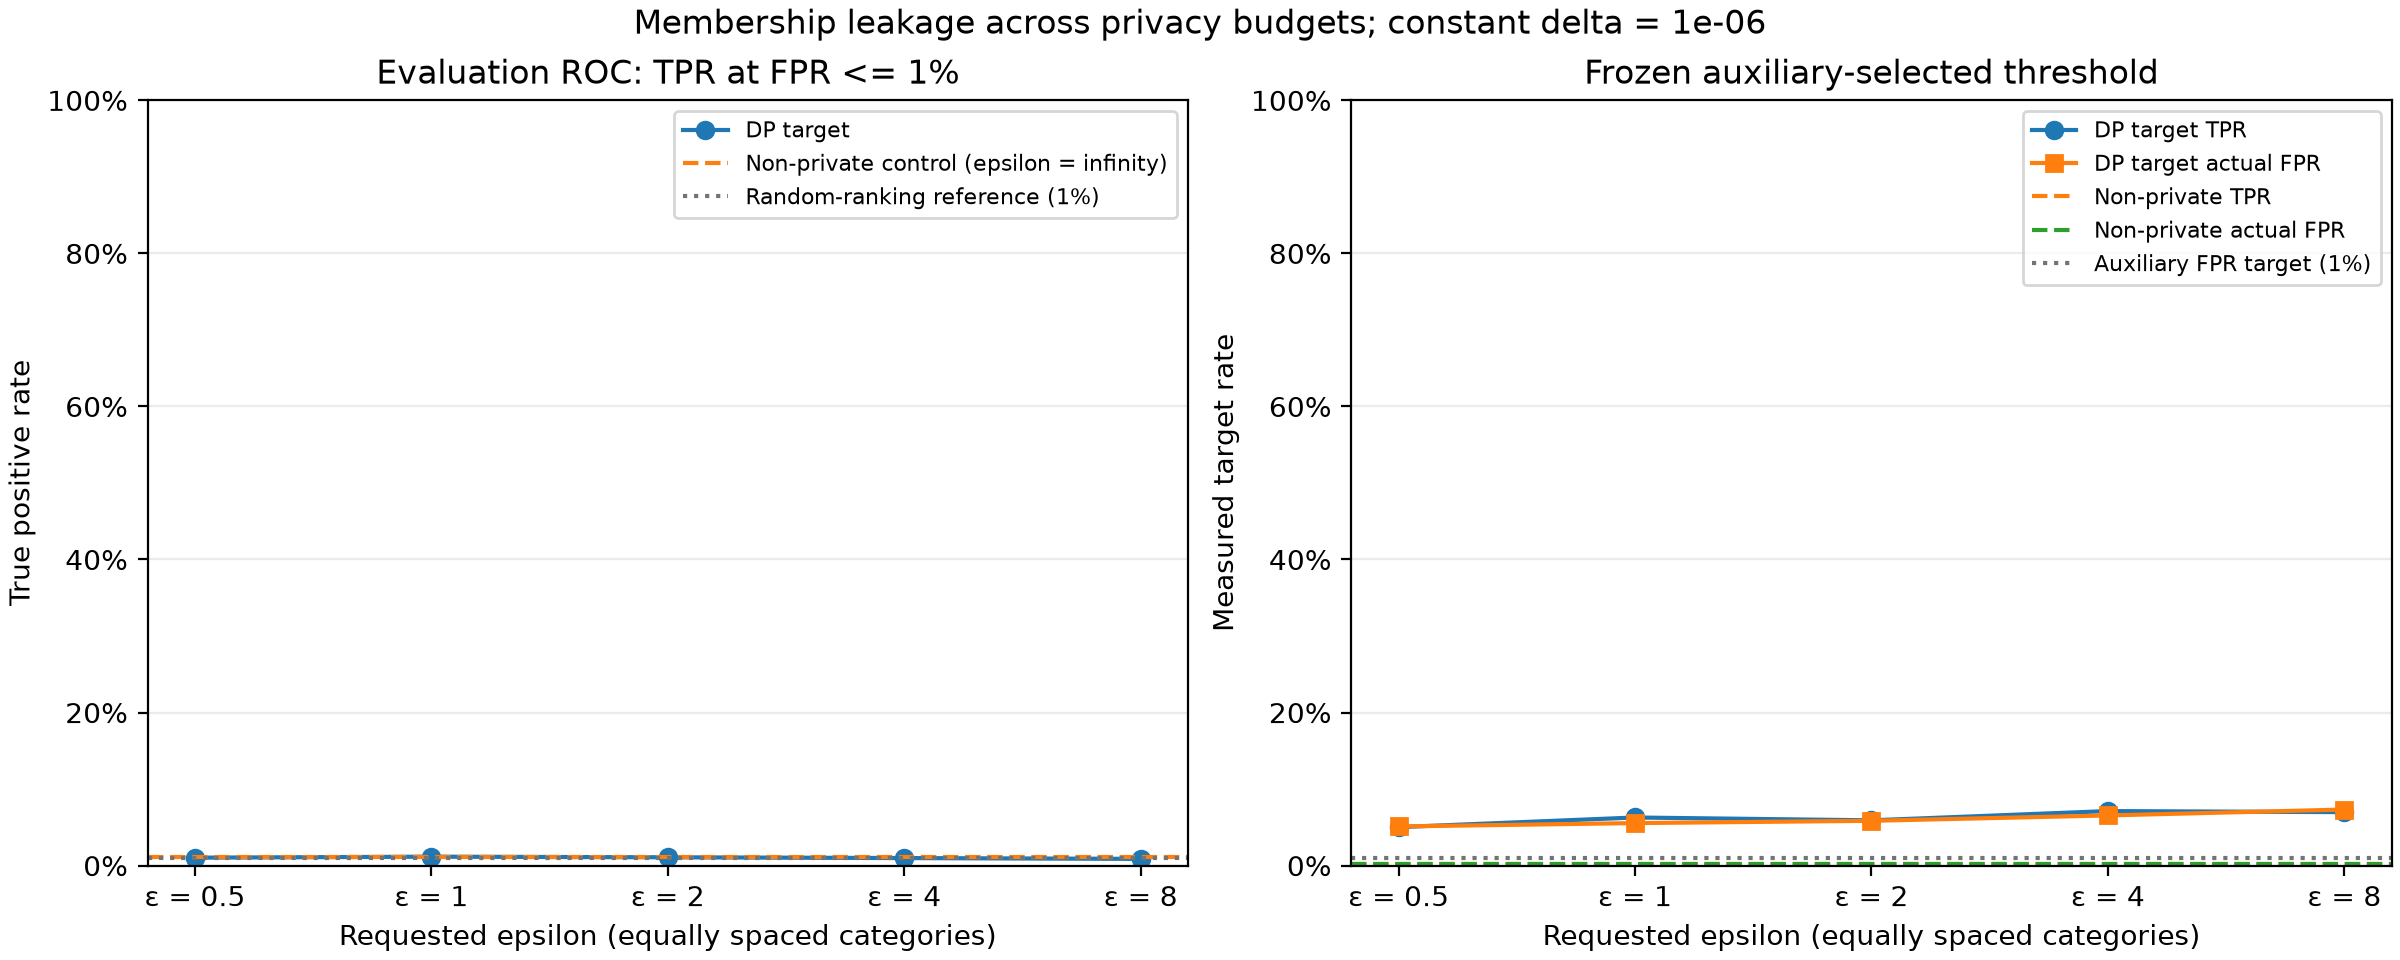 Membership leakage across privacy budgets; constant delta = 1e-06
Evaluation ROC: TPR at FPR <= 1%
100%
80%
60%
40%
20%
0%
True positive rate
DP target
Non-private control (epsilon = infinity)
Random-ranking reference (1%)
ε = 0.5
ε = 1
ε = 2
ε = 4
ε = 8
Requested epsilon (equally spaced categories)
Frozen auxiliary-selected threshold
100%
80%
60%
40%
20%
0%
Measured target rate
DP target TPR
DP target actual FPR
Non-private TPR
Non-private actual FPR
Auxiliary FPR target (1%)
ε = 0.5
ε = 1
ε = 2
ε = 4
ε = 8
Requested epsilon (equally spaced categories)